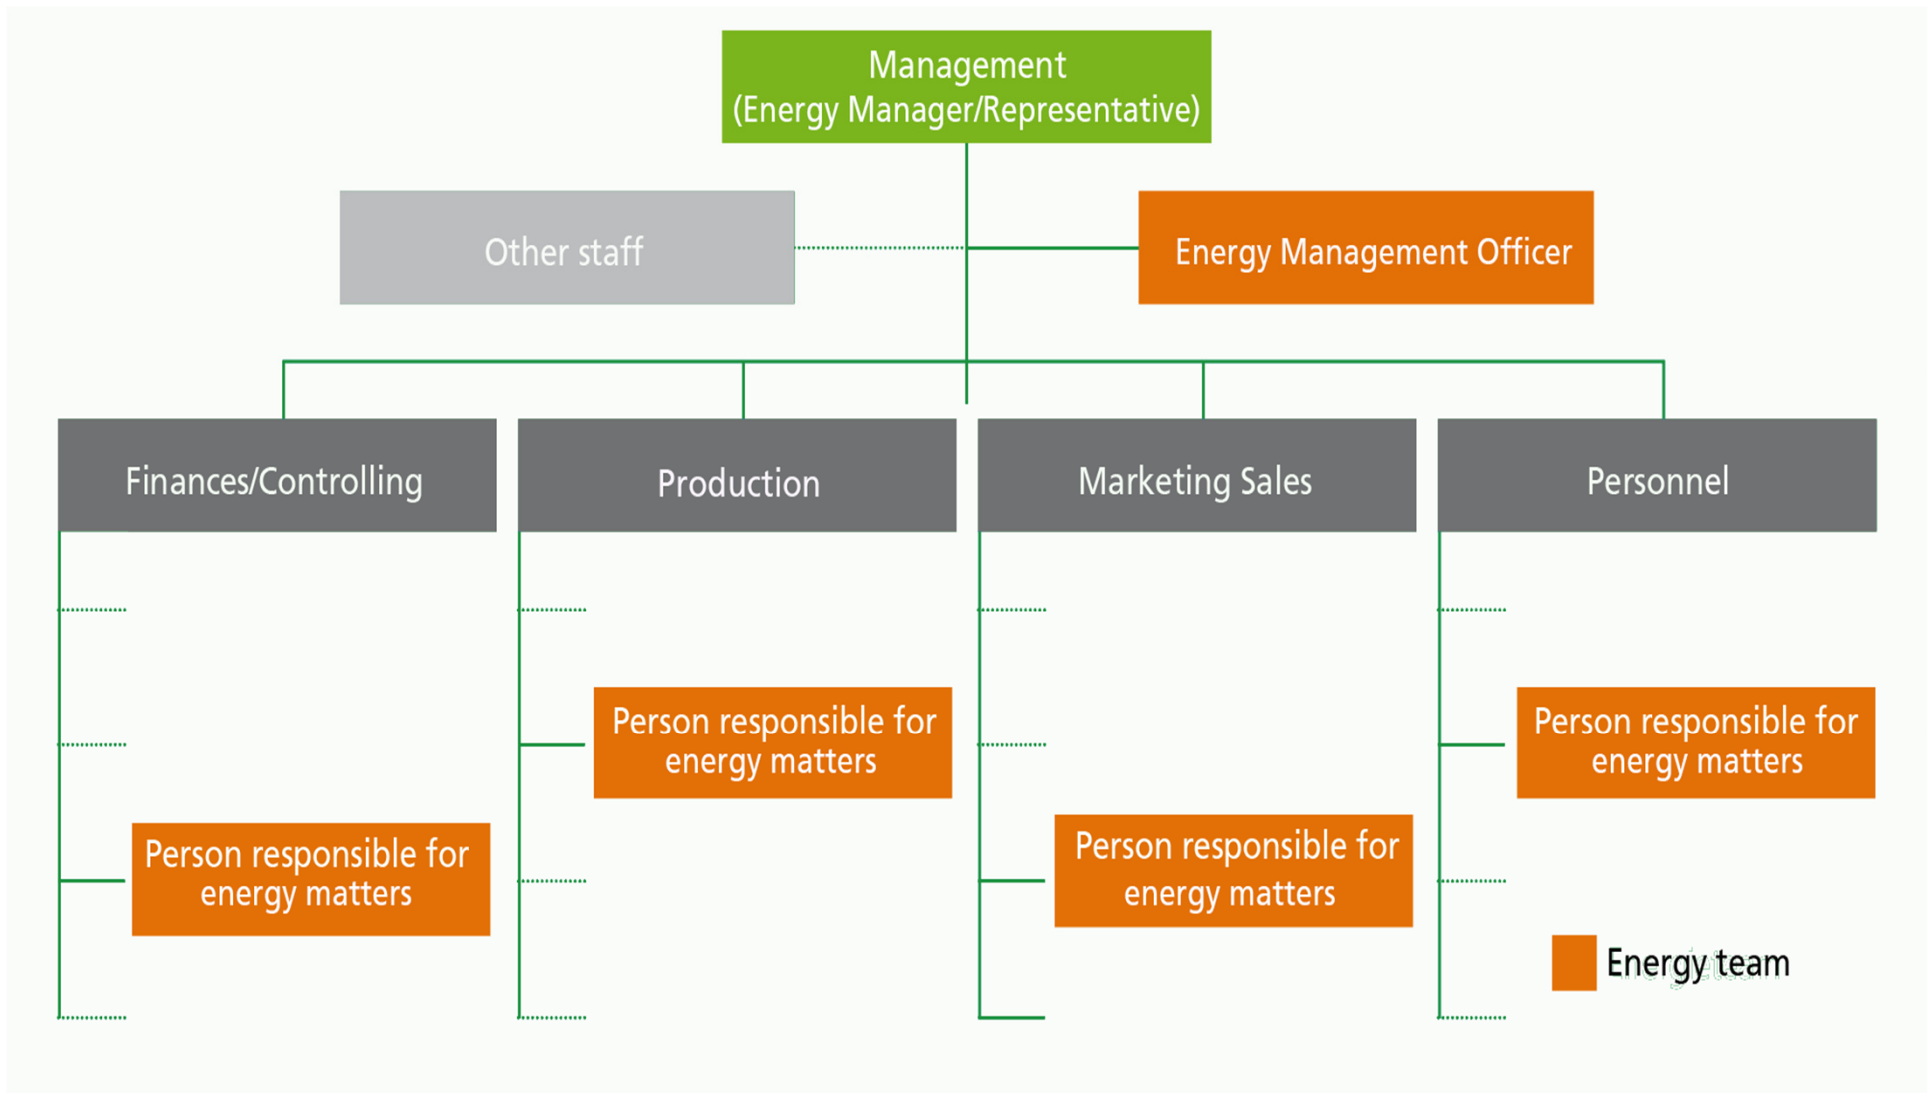 Management
(Energy Manager/Representative)
Other staff
Energy Management Officer
Finances/Controlling
Production
Marketing Sales
Personnel
Person responsible for
energy matters
Person responsible for
energy matters
Person responsible for
energy matters
Person responsible for
energy matters
Energy team